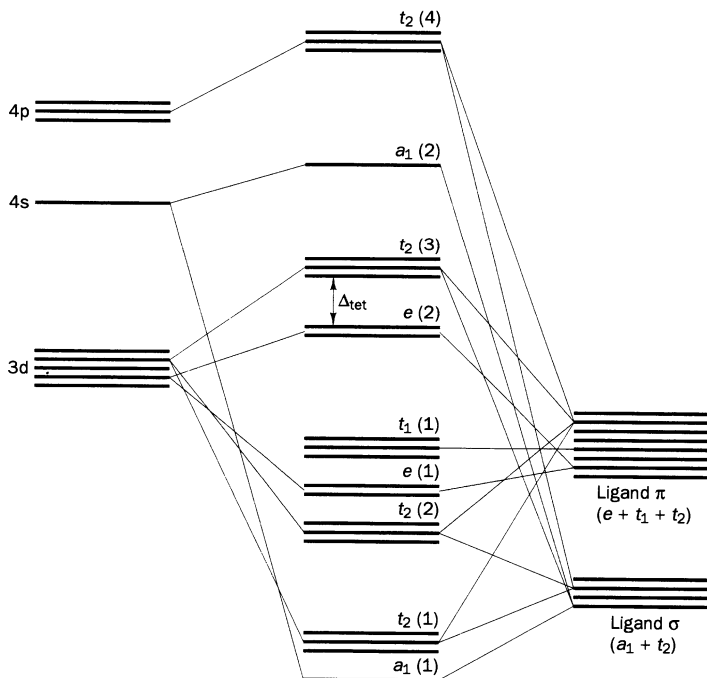 t₂ (4)
4p
a₁ (2)
4s
t₂ (3)
Δtet
e (2)
3d
t₁ (1)
e (1)
t₂ (2)
Ligand π
(e + t₁ + t₂)
t₂ (1)
a₁ (1)
Ligand σ
(a₁ + t₂)